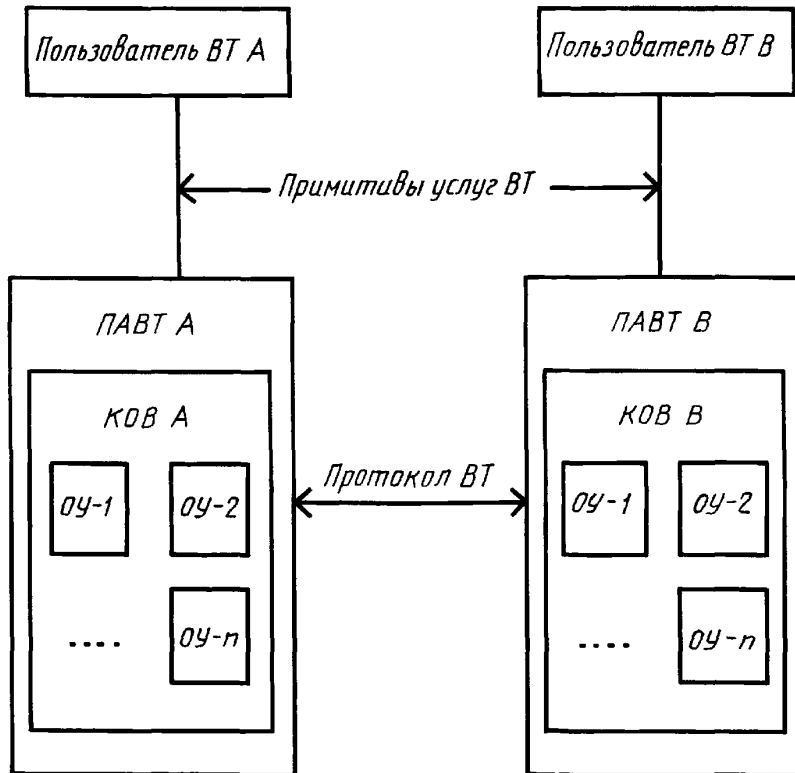 Пользователь ВТ А
Пользователь ВТ В
Примитивы услуг ВТ
ПАВТ А
ПАВТ В
КОВ А
КОВ В
Протокол ВТ
ОУ-1
ОУ-2
ОУ-1
ОУ-2
....
ОУ-n
....
ОУ-n